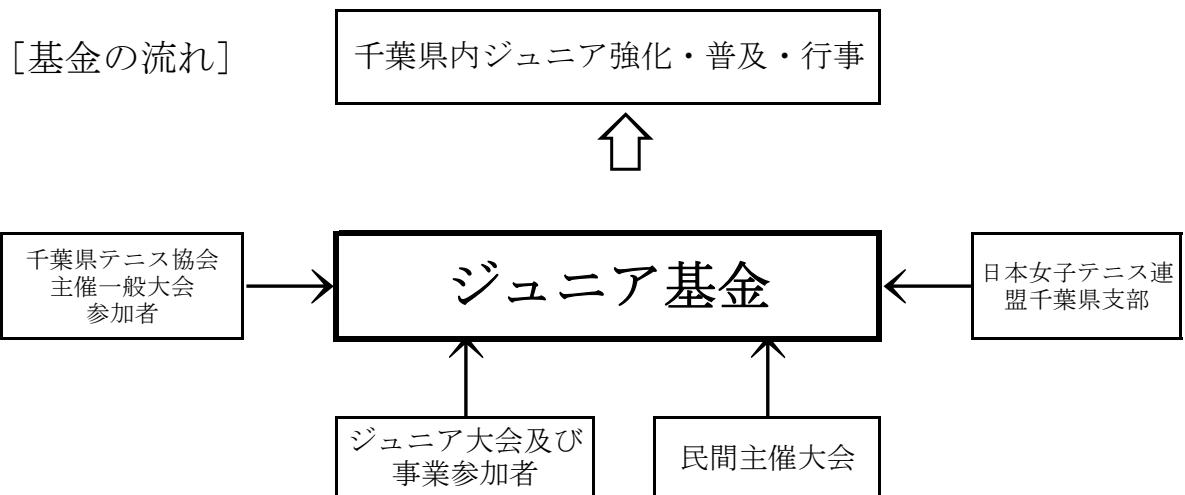 [基金の流れ]
千葉県内ジュニア強化・普及・行事
千葉県テニス協会
主催一般大会
参加者
ジュニア基金
日本女子テニス連
盟千葉県支部
ジュニア大会及び
事業参加者
民間主催大会